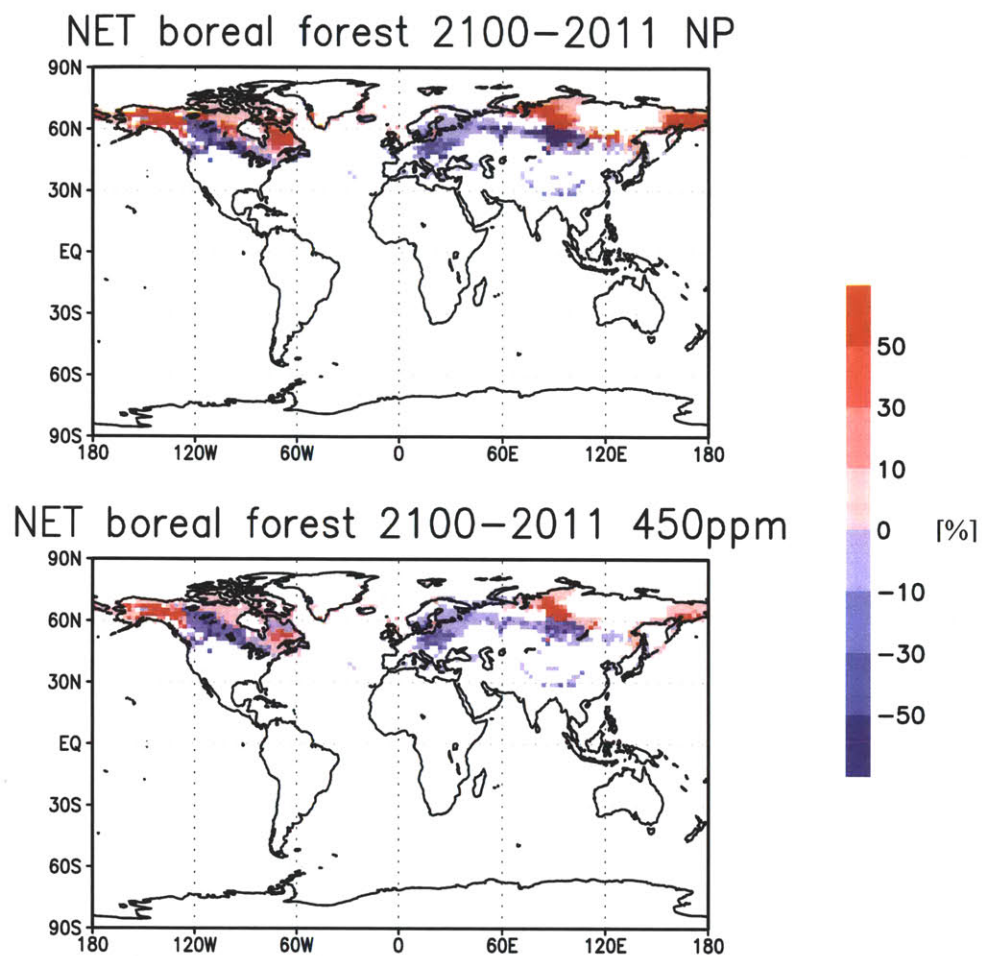 NET boreal forest 2100-2011 NP
90N
60N
30N
EQ
30S
60S
90S
180 120W 60W 0 60E 120E 180
NET boreal forest 2100-2011 450ppm
90N
60N
30N
EQ
30S
60S
90S
180 120W 60W 0 60E 120E 180
50
30
10
0 [%]
-10
-30
-50